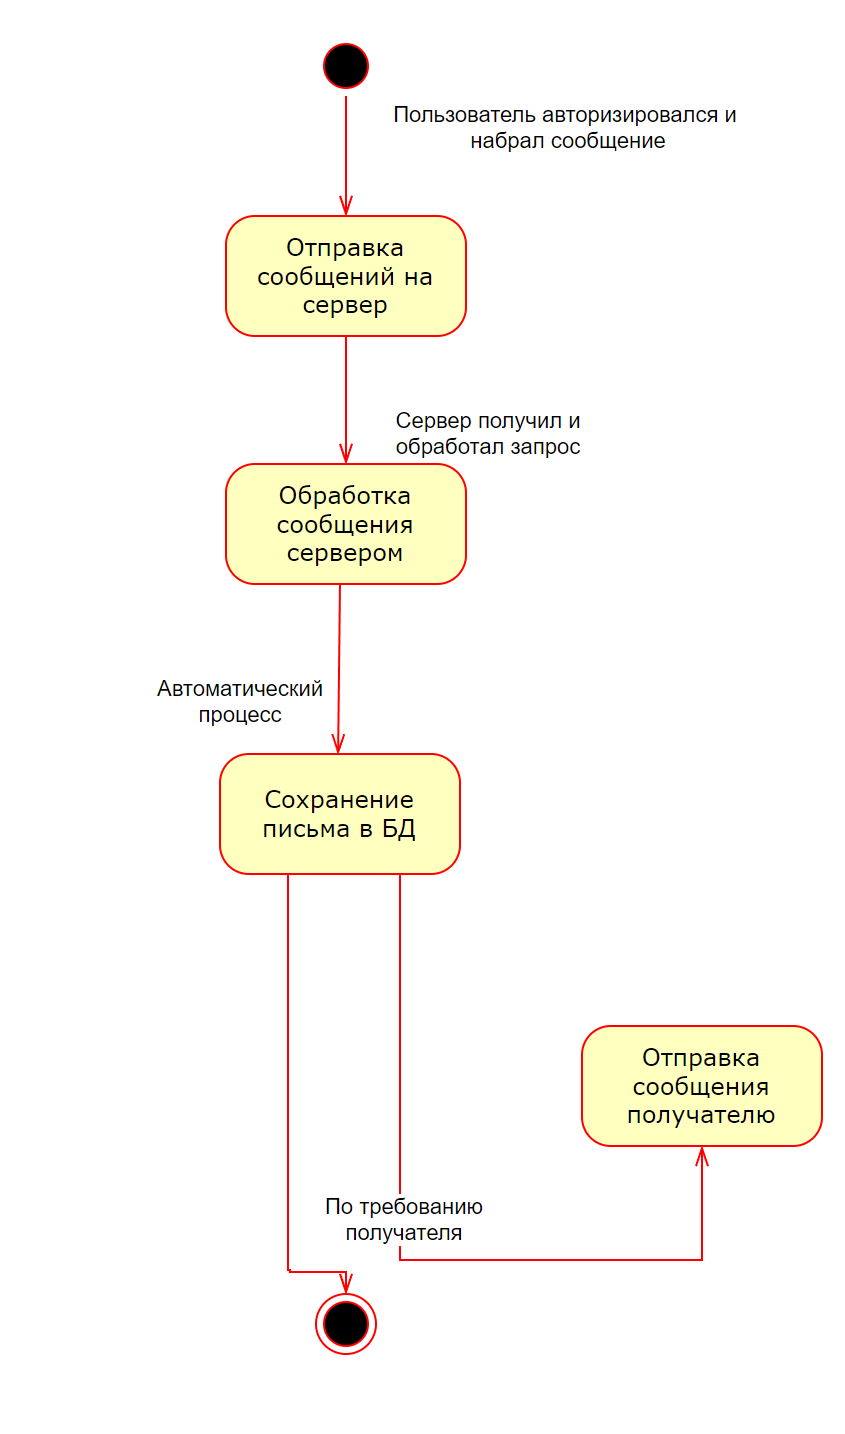 Пользователь авторизировался и
набрал сообщение
Отправка
сообщений на
сервер
Сервер получил и
обработал запрос
Обработка
сообщения
сервером
Автоматический
процесс
Сохранение
письма в БД
Отправка
сообщения
получателю
По требованию
получателя